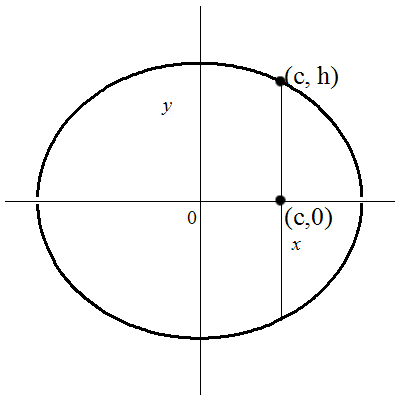 (c, h)
y
0
(c,0)
x